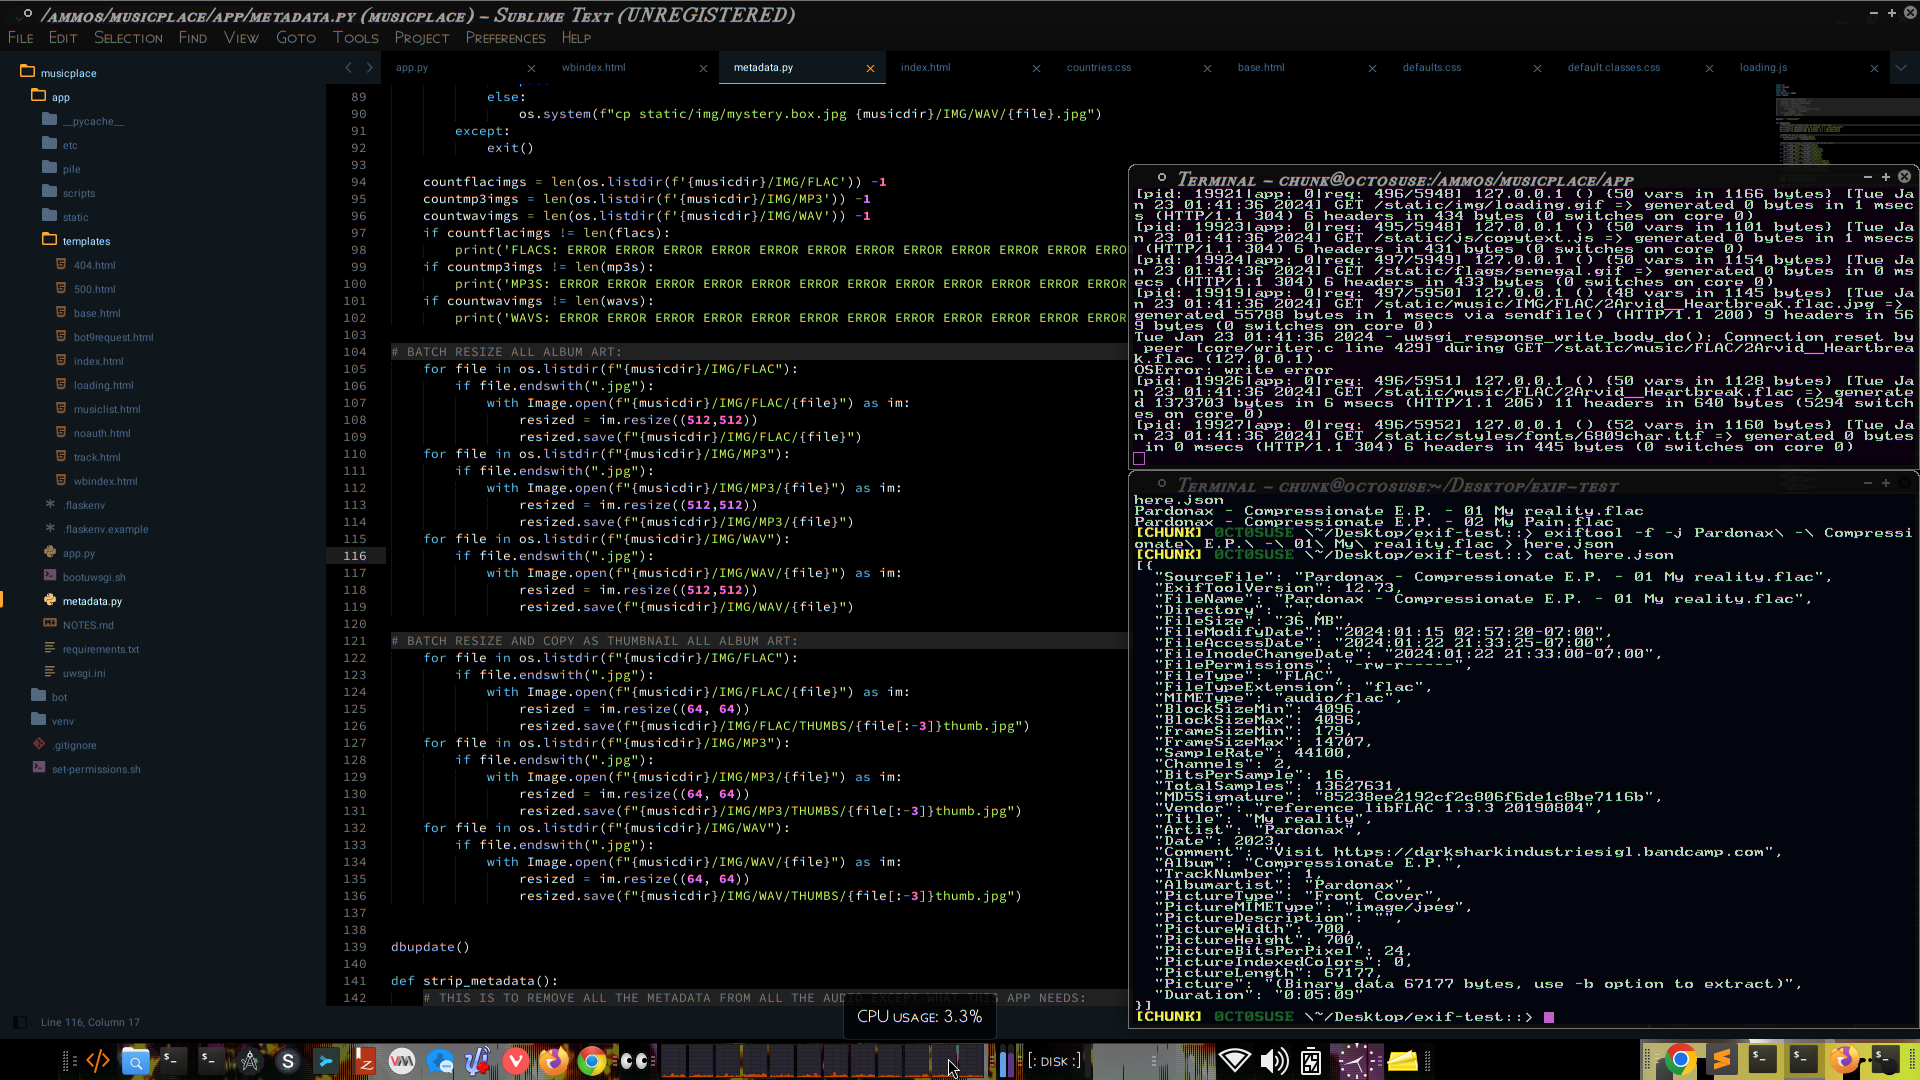 /ammos/musicplace/app/metadata.py (musicplace) – Sublime Text (UNREGISTERED)
File Edit Selection Find View Goto Tools Project Preferences Help
musicplace
app
__pycache__
etc
pile
scripts
static
templates
404.html
500.html
base.html
bot9request.html
index.html
loading.html
musiclist.html
noauth.html
track.html
wbindex.html
.flaskenv
.flaskenv.example
app.py
bootuwsgi.sh
metadata.py
NOTES.md
requirements.txt
uwsgi.ini
bot
venv
.gitignore
set-permissions.sh
app.py wbindex.html metadata.py index.html countries.css base.html defaults.css default.classes.css loading.js
89 else:
90 os.system(f"cp static/img/mystery.box.jpg {musicdir}/IMG/WAV/{file}.jpg")
91 except:
92 exit()
93
94 countflacimgs = len(os.listdir(f'{musicdir}/IMG/FLAC')) -1
95 countmp3imgs = len(os.listdir(f'{musicdir}/IMG/MP3')) -1
96 countwavimgs = len(os.listdir(f'{musicdir}/IMG/WAV')) -1
97 if countflacimgs != len(flacs):
98 print('FLACS: ERROR ERROR ERROR ERROR ERROR ERROR ERROR ERROR ERROR ERROR ERROR ERRO
99 if countmp3imgs != len(mp3s):
100 print('MP3S: ERROR ERROR ERROR ERROR ERROR ERROR ERROR ERROR ERROR ERROR ERROR ERROR
101 if countwavimgs != len(wavs):
102 print('WAVS: ERROR ERROR ERROR ERROR ERROR ERROR ERROR ERROR ERROR ERROR ERROR ERROR
103
104 # BATCH RESIZE ALL ALBUM ART:
105 for file in os.listdir(f"{musicdir}/IMG/FLAC"):
106 if file.endswith(".jpg"):
107 with Image.open(f"{musicdir}/IMG/FLAC/{file}") as im:
108 resized = im.resize((512,512))
109 resized.save(f"{musicdir}/IMG/FLAC/{file}")
110 for file in os.listdir(f"{musicdir}/IMG/MP3"):
111 if file.endswith(".jpg"):
112 with Image.open(f"{musicdir}/IMG/MP3/{file}") as im:
113 resized = im.resize((512,512))
114 resized.save(f"{musicdir}/IMG/MP3/{file}")
115 for file in os.listdir(f"{musicdir}/IMG/WAV"):
116 if file.endswith(".jpg"):
117 with Image.open(f"{musicdir}/IMG/WAV/{file}") as im:
118 resized = im.resize((512,512))
119 resized.save(f"{musicdir}/IMG/WAV/{file}")
120
121 # BATCH RESIZE AND COPY AS THUMBNAIL ALL ALBUM ART:
122 for file in os.listdir(f"{musicdir}/IMG/FLAC"):
123 if file.endswith(".jpg"):
124 with Image.open(f"{musicdir}/IMG/FLAC/{file}") as im:
125 resized = im.resize((64, 64))
126 resized.save(f"{musicdir}/IMG/FLAC/THUMBS/{file[:-3]}thumb.jpg")
127 for file in os.listdir(f"{musicdir}/IMG/MP3"):
128 if file.endswith(".jpg"):
129 with Image.open(f"{musicdir}/IMG/MP3/{file}") as im:
130 resized = im.resize((64, 64))
131 resized.save(f"{musicdir}/IMG/MP3/THUMBS/{file[:-3]}thumb.jpg")
132 for file in os.listdir(f"{musicdir}/IMG/WAV"):
133 if file.endswith(".jpg"):
134 with Image.open(f"{musicdir}/IMG/WAV/{file}") as im:
135 resized = im.resize((64, 64))
136 resized.save(f"{musicdir}/IMG/WAV/THUMBS/{file[:-3]}thumb.jpg")
137
138
139 dbupdate()
140
141 def strip_metadata():
142 # THIS IS TO REMOVE ALL THE METADATA FROM ALL THE AUDIO EXCEPT WHAT THIS APP NEEDS:
Line 116, Column 17
CPU usage: 3.3%
Terminal – chunk@octosuse:/ammos/musicplace/app
[pid: 19921|app: 0|req: 496/5948] 127.0.0.1 () {50 vars in 1166 bytes} [Tue Ja
n 23 01:41:36 2024] GET /static/img/loading.gif => generated 0 bytes in 1 msec
s (HTTP/1.1 304) 6 headers in 434 bytes (0 switches on core 0)
[pid: 19923|app: 0|req: 495/5948] 127.0.0.1 () {50 vars in 1101 bytes} [Tue Ja
n 23 01:41:36 2024] GET /static/js/copytext.js => generated 0 bytes in 1 msecs
(HTTP/1.1 304) 6 headers in 431 bytes (0 switches on core 0)
[pid: 19924|app: 0|req: 497/5949] 127.0.0.1 () {50 vars in 1154 bytes} [Tue Ja
n 23 01:41:36 2024] GET /static/flags/senegal.gif => generated 0 bytes in 0 ms
ecs (HTTP/1.1 304) 6 headers in 433 bytes (0 switches on core 0)
[pid: 19919|app: 0|req: 497/5950] 127.0.0.1 () {48 vars in 1145 bytes} [Tue Ja
n 23 01:41:36 2024] GET /static/music/IMG/FLAC/2Arvid__Heartbreak.flac.jpg =>
generated 55788 bytes in 1 msecs via sendfile() (HTTP/1.1 200) 9 headers in 56
9 bytes (0 switches on core 0)
Tue Jan 23 01:41:36 2024 - uwsgi_response_write_body_do(): Connection reset by
peer [core/writer.c line 429] during GET /static/music/FLAC/2Arvid__Heartbrea
k.flac (127.0.0.1)
OSError: write error
[pid: 19926|app: 0|req: 496/5951] 127.0.0.1 () {50 vars in 1128 bytes} [Tue Ja
n 23 01:41:36 2024] GET /static/music/FLAC/2Arvid__Heartbreak.flac => generate
d 1373703 bytes in 6 msecs (HTTP/1.1 206) 11 headers in 640 bytes (5294 switch
es on core 0)
[pid: 19927|app: 0|req: 496/5952] 127.0.0.1 () {52 vars in 1160 bytes} [Tue Ja
n 23 01:41:36 2024] GET /static/styles/fonts/6809char.ttf => generated 0 bytes
in 0 msecs (HTTP/1.1 304) 6 headers in 445 bytes (0 switches on core 0)
Terminal – chunk@octosuse:~/Desktop/exif-test
here.json
Pardonax - Compressionate E.P. - 01 My reality.flac
Pardonax - Compressionate E.P. - 02 My Pain.flac
[CHUNK] 0CT0SUSE \~/Desktop/exif-test::> exiftool -f -j Pardonax\ -\ Compressi
onate\ E.P.\ -\ 01\ My\ reality.flac > here.json
[CHUNK] 0CT0SUSE \~/Desktop/exif-test::> cat here.json
[{
"SourceFile": "Pardonax - Compressionate E.P. - 01 My reality.flac",
"ExifToolVersion": 12.73,
"FileName": "Pardonax - Compressionate E.P. - 01 My reality.flac",
"Directory": ".",
"FileSize": "36 MB",
"FileModifyDate": "2024:01:15 02:57:20-07:00",
"FileAccessDate": "2024:01:22 21:33:25-07:00",
"FileInodeChangeDate": "2024:01:22 21:33:00-07:00",
"FilePermissions": "-rw-r-----",
"FileType": "FLAC",
"FileTypeExtension": "flac",
"MIMEType": "audio/flac",
"BlockSizeMin": 4096,
"BlockSizeMax": 4096,
"FrameSizeMin": 179,
"FrameSizeMax": 14707,
"SampleRate": 44100,
"Channels": 2,
"BitsPerSample": 16,
"TotalSamples": 13627631,
"MD5Signature": "85238ee2192cf2c806f6de1c8be7116b",
"Vendor": "reference libFLAC 1.3.3 20190804",
"Title": "My reality",
"Artist": "Pardonax",
"Date": 2023,
"Comment": "Visit https://darksharkindustriesigl.bandcamp.com",
"Album": "Compressionate E.P.",
"TrackNumber": 1,
"Albumartist": "Pardonax",
"PictureType": "Front Cover",
"PictureMIMEType": "image/jpeg",
"PictureDescription": "",
"PictureWidth": 700,
"PictureHeight": 700,
"PictureBitsPerPixel": 24,
"PictureIndexedColors": 0,
"PictureLength": 67177,
"Picture": "(Binary data 67177 bytes, use -b option to extract)",
"Duration": "0:05:09"
}]
[CHUNK] 0CT0SUSE \~/Desktop/exif-test::>
[: DISK :]